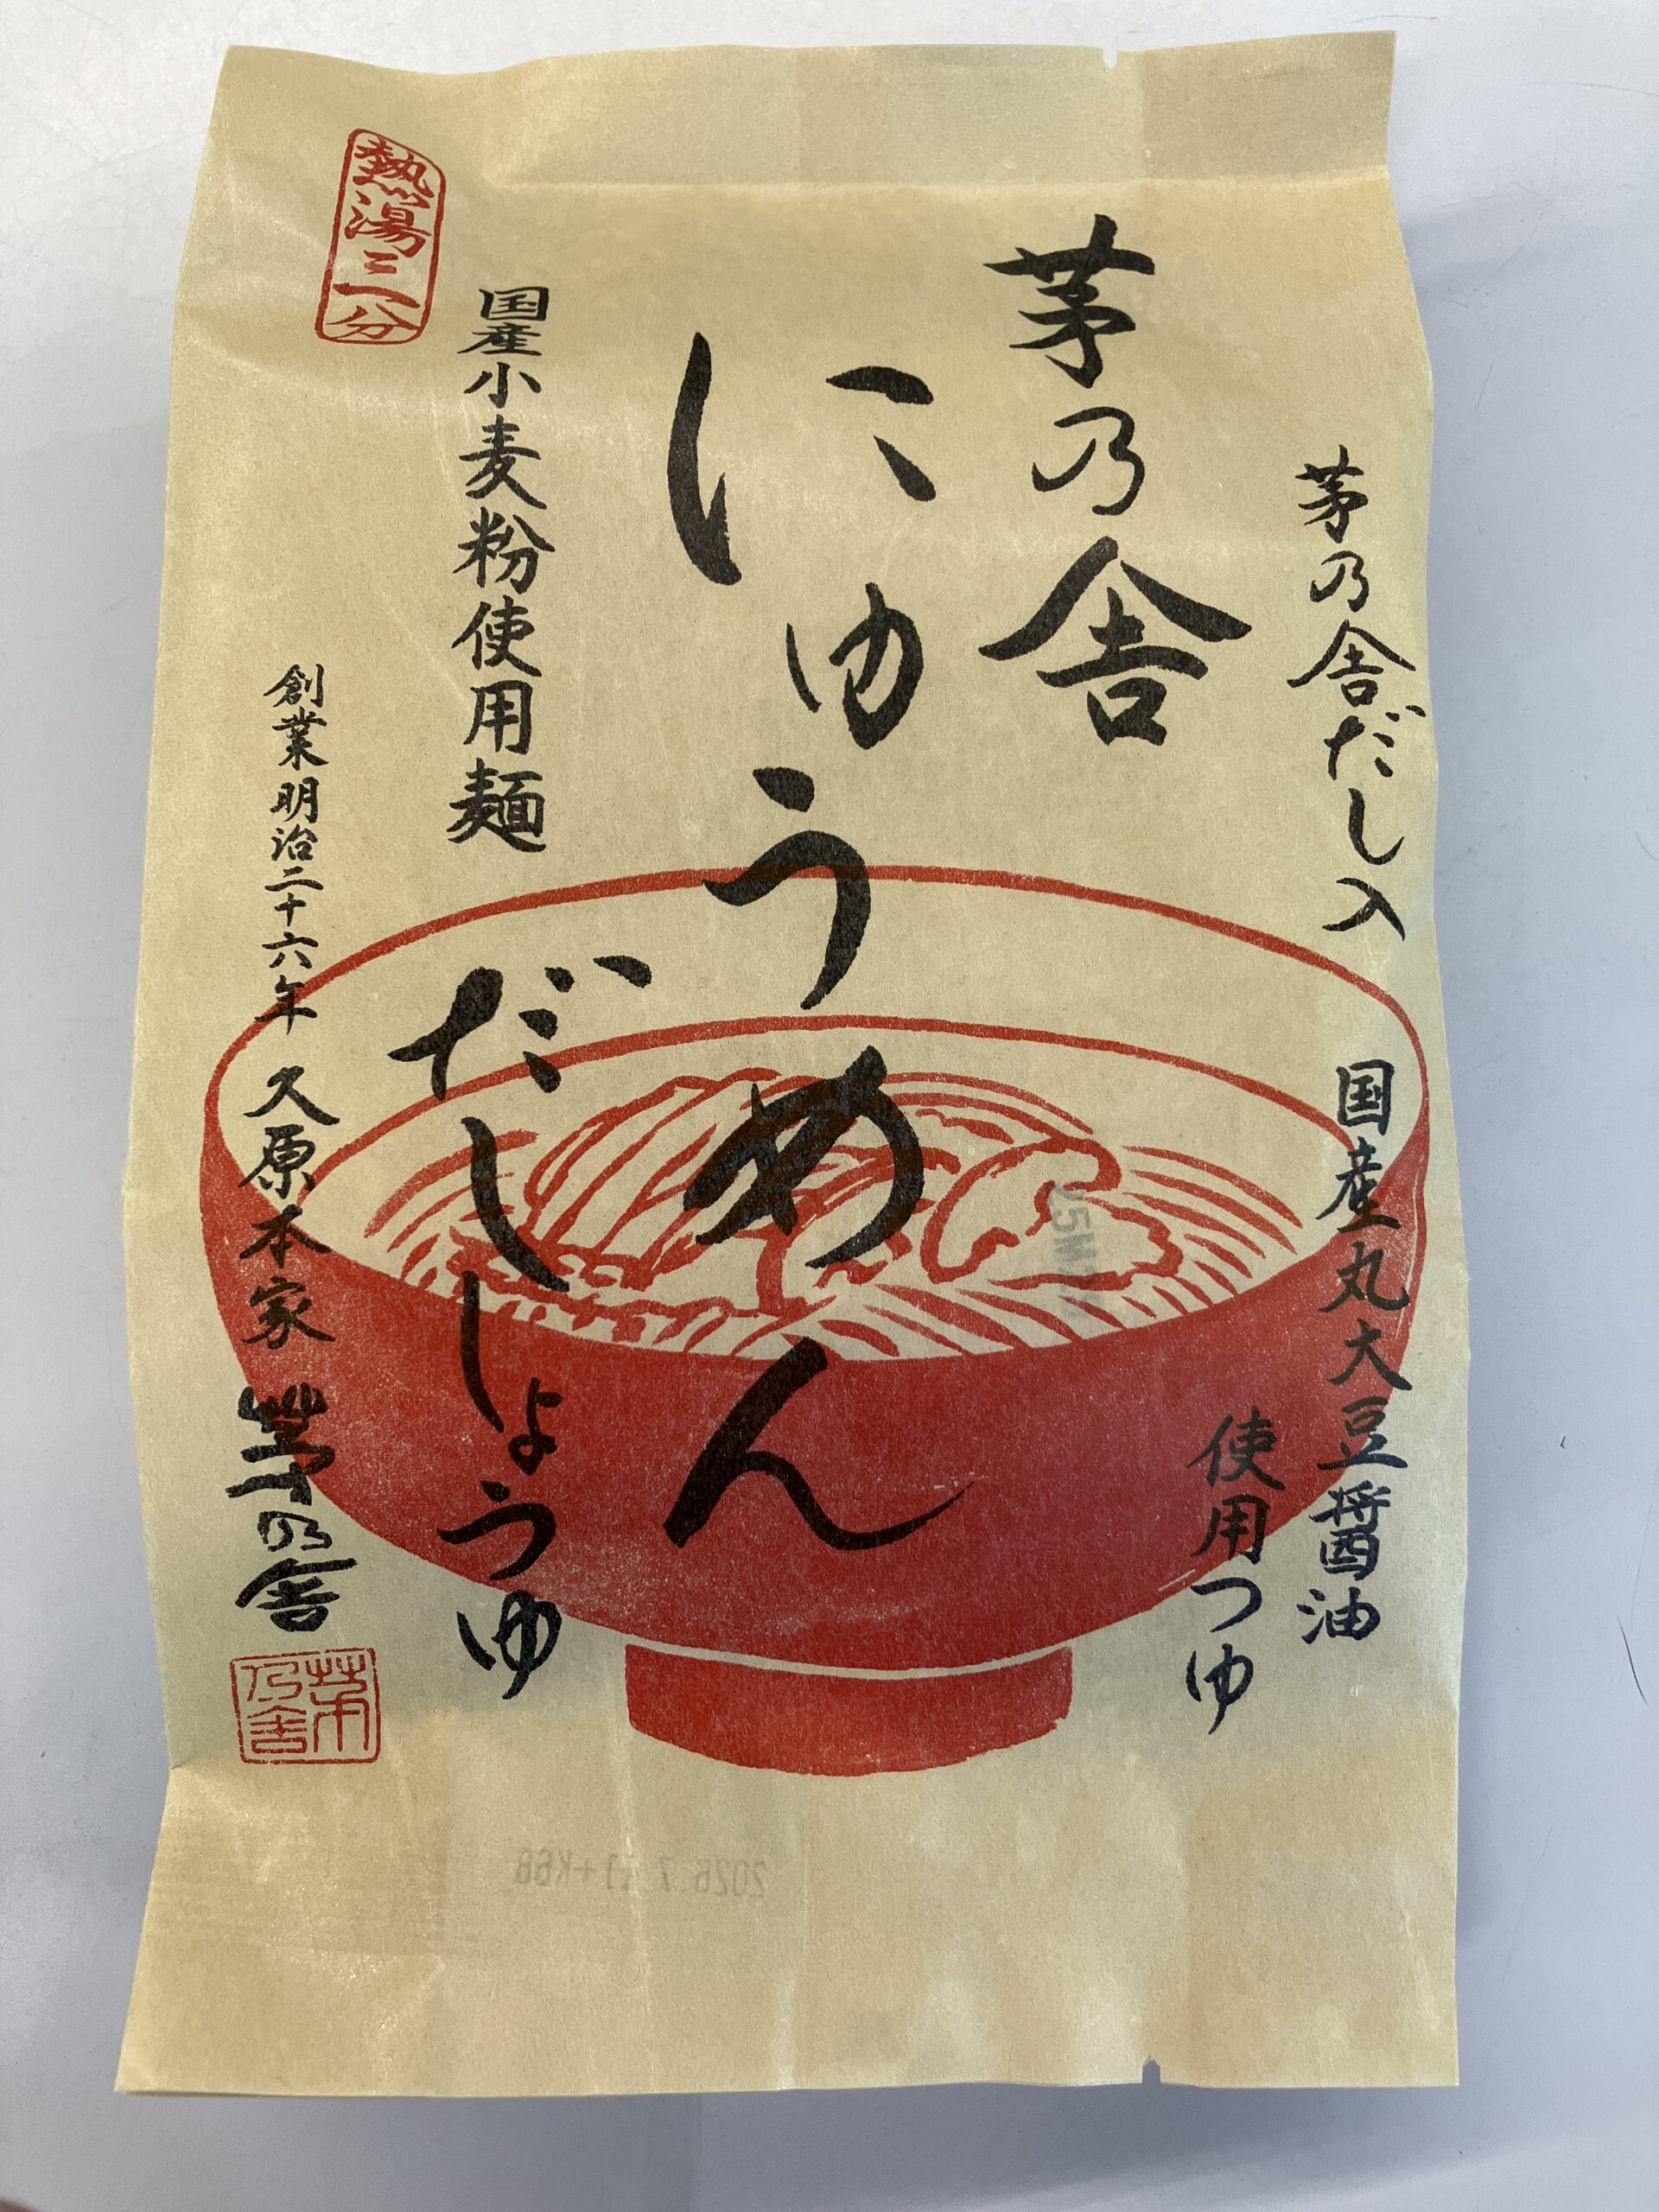 茅乃舎だし入
国産丸大豆醤油
使用つゆ
茅乃舎
にゅうめん
だししょうゆ
国産小麦粉使用麺
熱湯三分
創業明治二十六年 久原本家 茅乃舎
茅乃舎